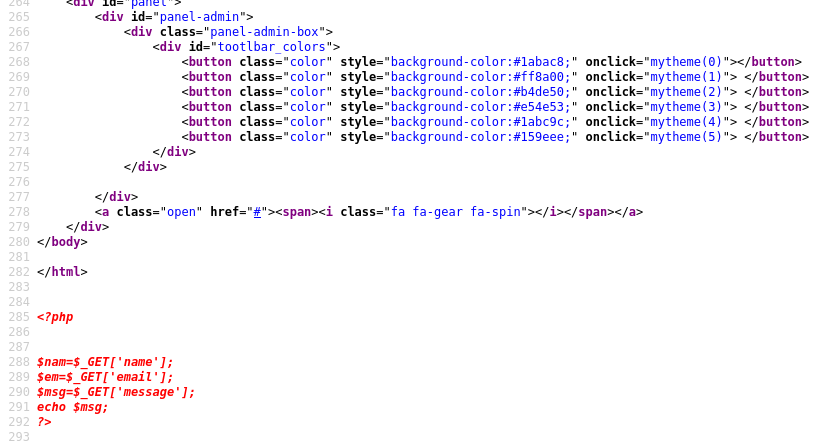 264 <div id="panel">
265 <div id="panel-admin">
266 <div class="panel-admin-box">
267 <div id="tootlbar_colors">
268 <button class="color" style="background-color:#1abac8;" onclick="mytheme(0)"></button>
269 <button class="color" style="background-color:#ff8a00;" onclick="mytheme(1)"> </button>
270 <button class="color" style="background-color:#b4de50;" onclick="mytheme(2)"> </button>
271 <button class="color" style="background-color:#e54e53;" onclick="mytheme(3)"> </button>
272 <button class="color" style="background-color:#1abc9c;" onclick="mytheme(4)"> </button>
273 <button class="color" style="background-color:#159eee;" onclick="mytheme(5)"> </button>
274 </div>
275 </div>
276
277 </div>
278 <a class="open" href="#"><span><i class="fa fa-gear fa-spin"></i></span></a>
279 </div>
280 </body>
281
282 </html>
283
284
285 <?php
286
287
288 $nam=$_GET['name'];
289 $em=$_GET['email'];
290 $msg=$_GET['message'];
291 echo $msg;
292 ?>
293